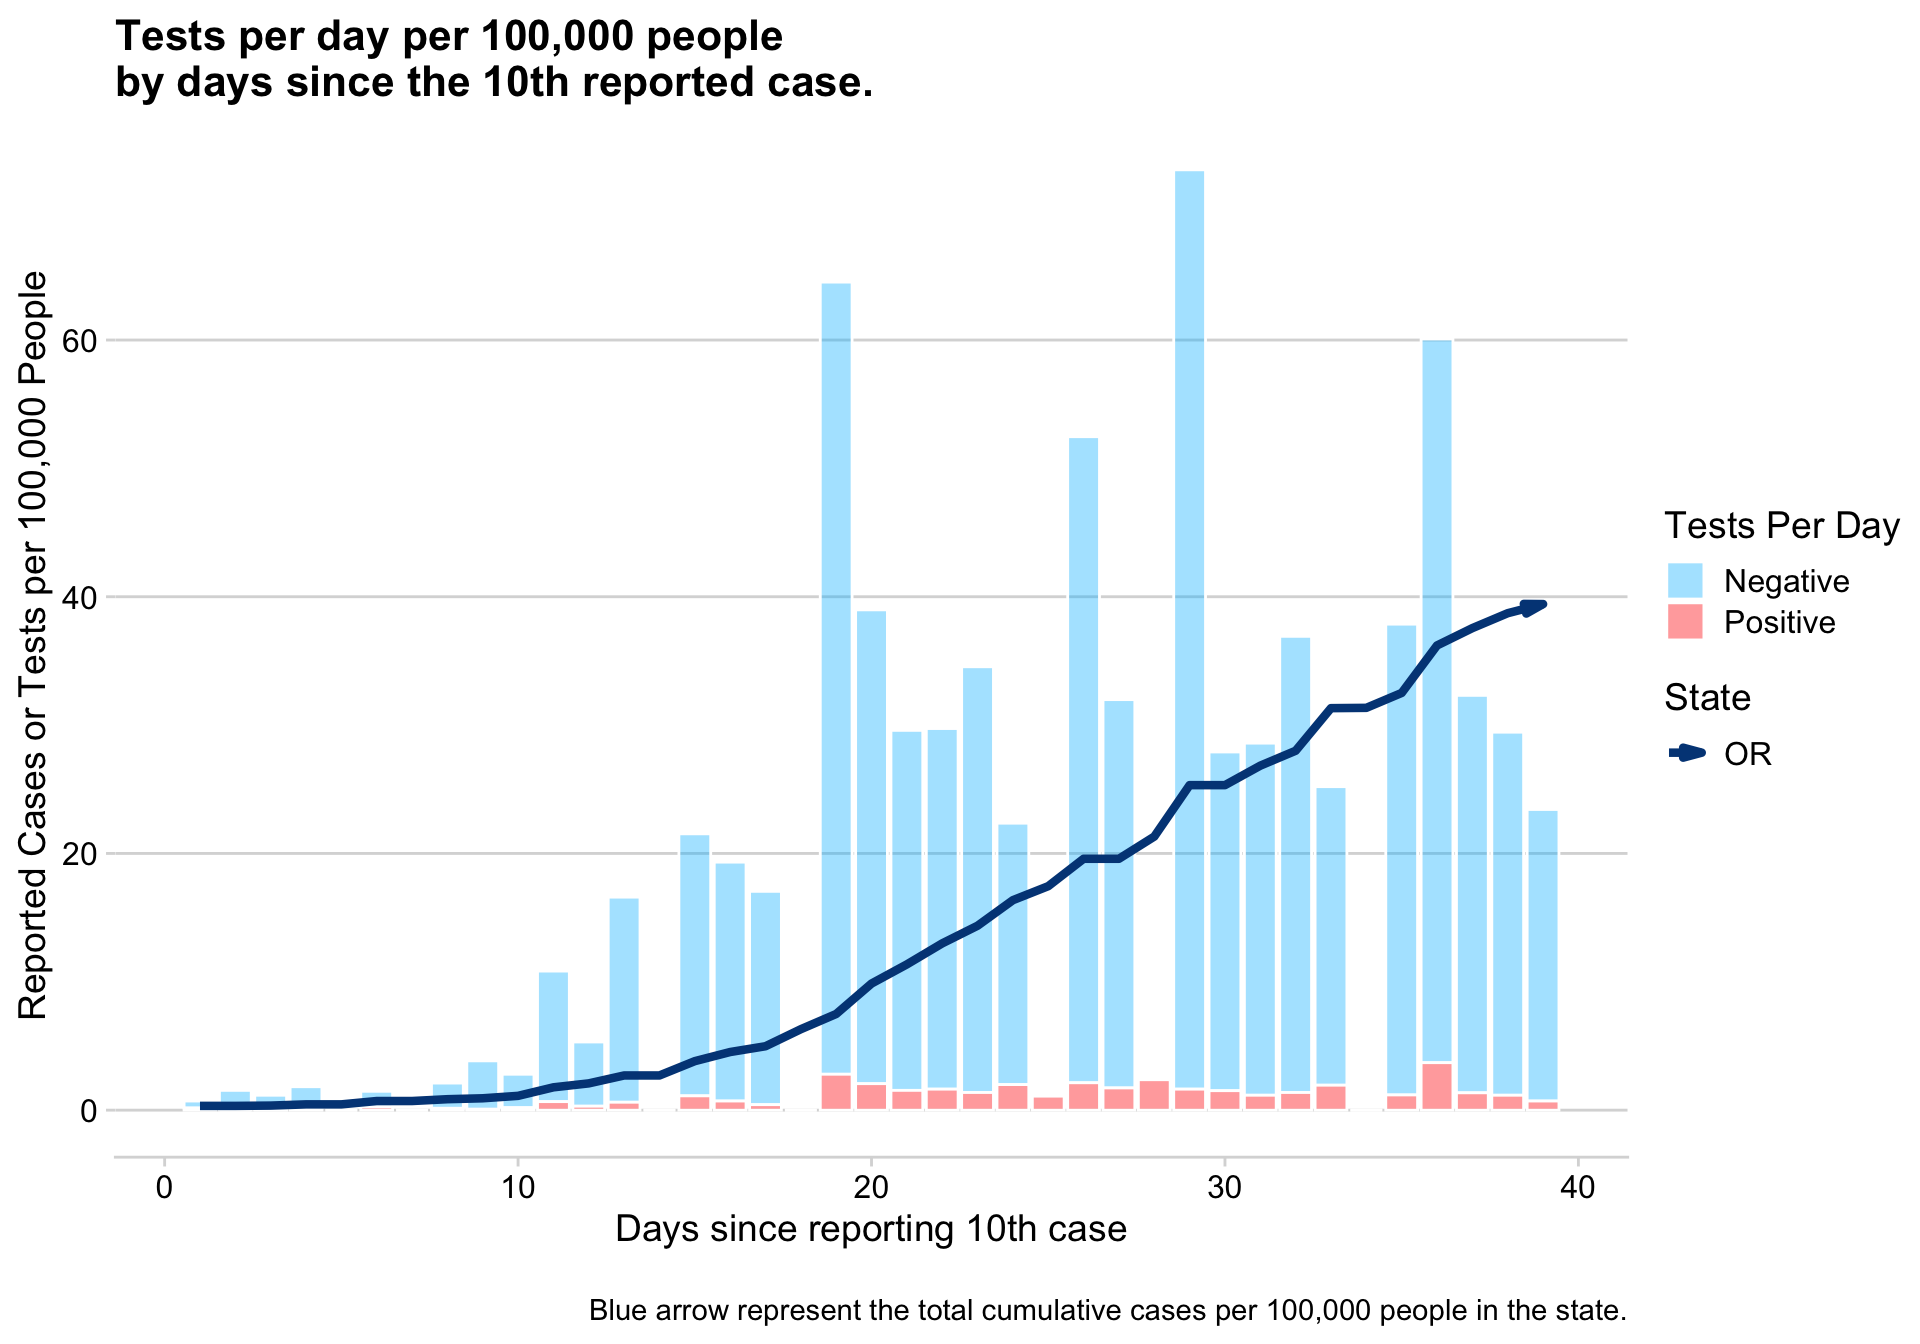 Tests per day per 100,000 people
by days since the 10th reported case.
Reported Cases or Tests per 100,000 People
60
40
20
0
0 10 20 30 40
Days since reporting 10th case
Tests Per Day
Negative
Positive
State
OR
Blue arrow represent the total cumulative cases per 100,000 people in the state.